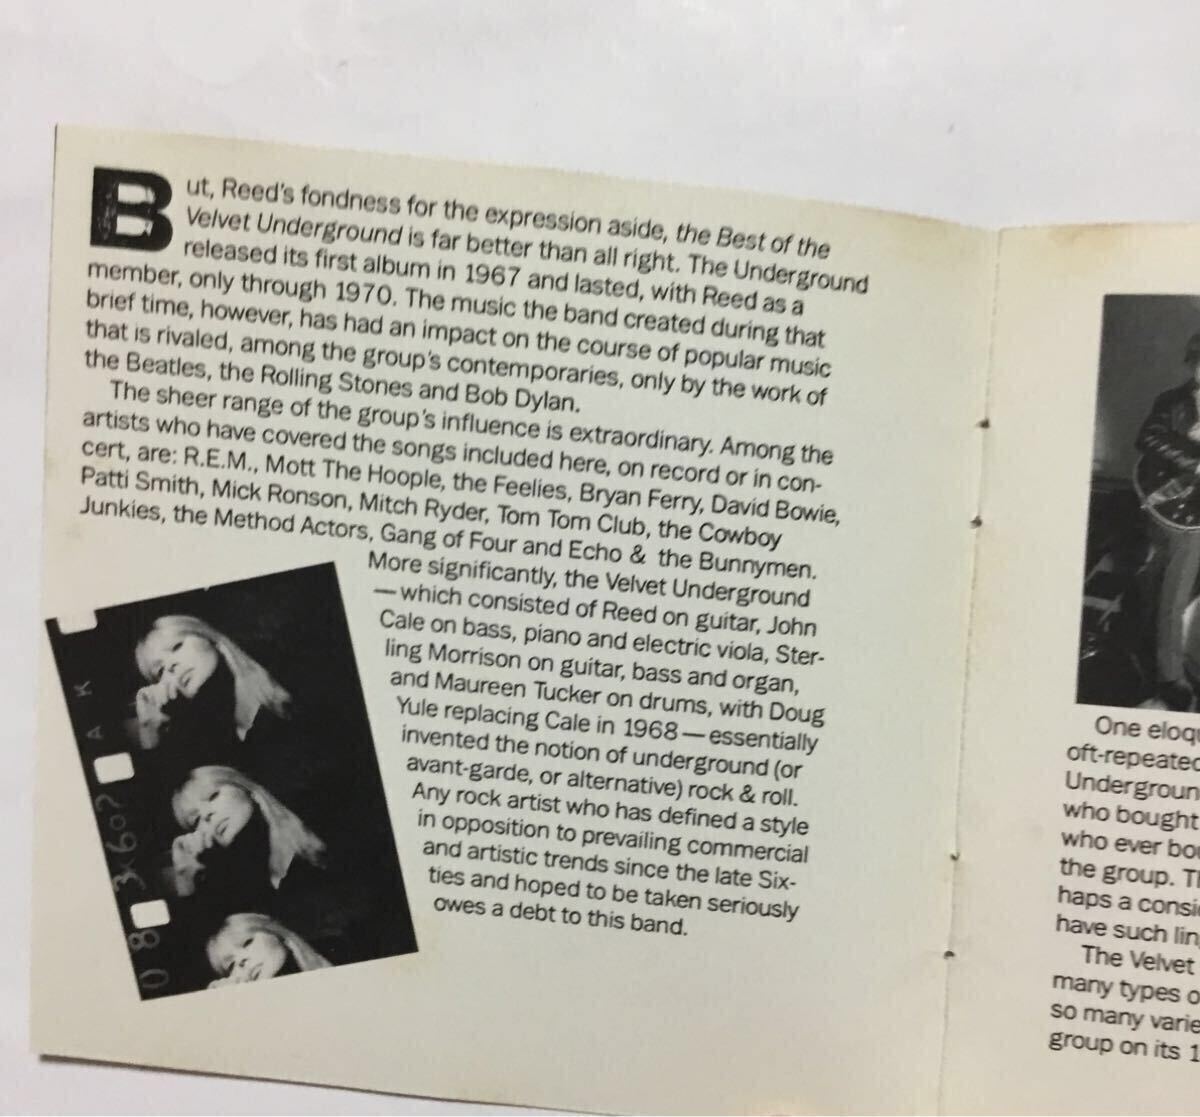 But, Reed's fondness for the expression aside, the Best of the
Velvet Underground is far better than all right. The Underground
released its first album in 1967 and lasted, with Reed as a
member, only through 1970. The music the band created during that
brief time, however, has had an impact on the course of popular music
that is rivaled, among the group's contemporaries, only by the work of
the Beatles, the Rolling Stones and Bob Dylan.
The sheer range of the group's influence is extraordinary. Among the
artists who have covered the songs included here, on record or in con-
cert, are: R.E.M., Mott The Hoople, the Feelies, Bryan Ferry, David Bowie,
Patti Smith, Mick Ronson, Mitch Ryder, Tom Tom Club, the Cowboy
Junkies, the Method Actors, Gang of Four and Echo & the Bunnymen.
More significantly, the Velvet Underground
—which consisted of Reed on guitar, John
Cale on bass, piano and electric viola, Ster-
ling Morrison on guitar, bass and organ,
and Maureen Tucker on drums, with Doug
Yule replacing Cale in 1968—essentially
invented the notion of underground (or
avant-garde, or alternative) rock & roll.
Any rock artist who has defined a style
in opposition to prevailing commercial
and artistic trends since the late Six-
ties and hoped to be taken seriously
owes a debt to this band.
One eloqu
oft-repeated
Undergroun
who bought
who ever bou
the group. Th
haps a consi
have such lin
The Velvet
many types o
so many varie
group on its 1